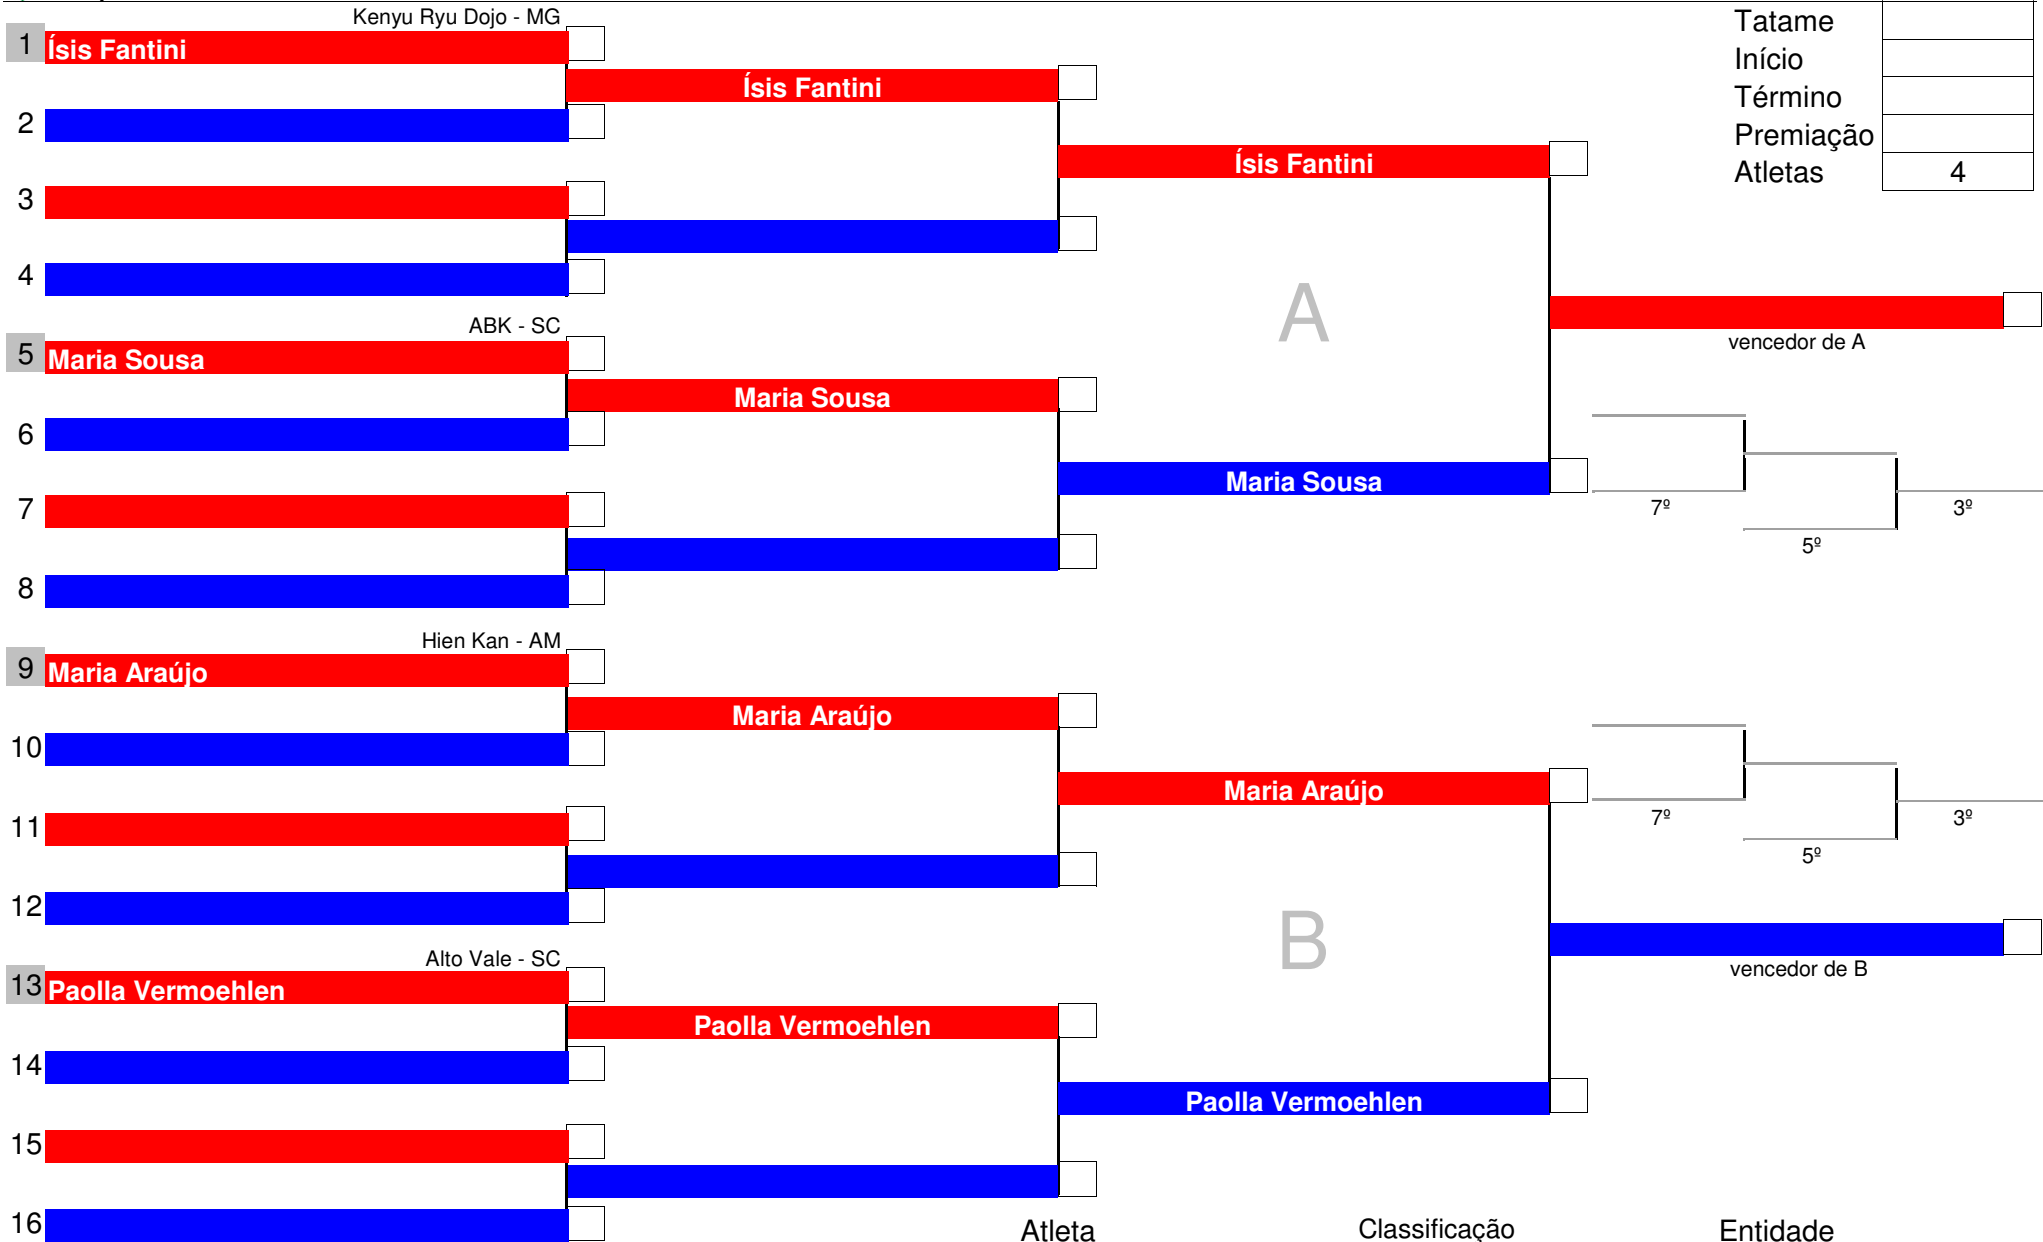 Kenyu Ryu Dojo - MG
Tatame
1 Ísis Fantini
Início
Ísis Fantini
Término
2
Premiação
Ísis Fantini
Atletas 4
3
4
A
ABK - SC
vencedor de A
5 Maria Sousa
Maria Sousa
6
Maria Sousa
7
7º 3º
5º
8
Hien Kan - AM
9 Maria Araújo
Maria Araújo
10
Maria Araújo
7º 3º
11
5º
12
B
Alto Vale - SC
vencedor de B
13 Paolla Vermoehlen
Paolla Vermoehlen
14
Paolla Vermoehlen
15
16
Atleta Classificação Entidade